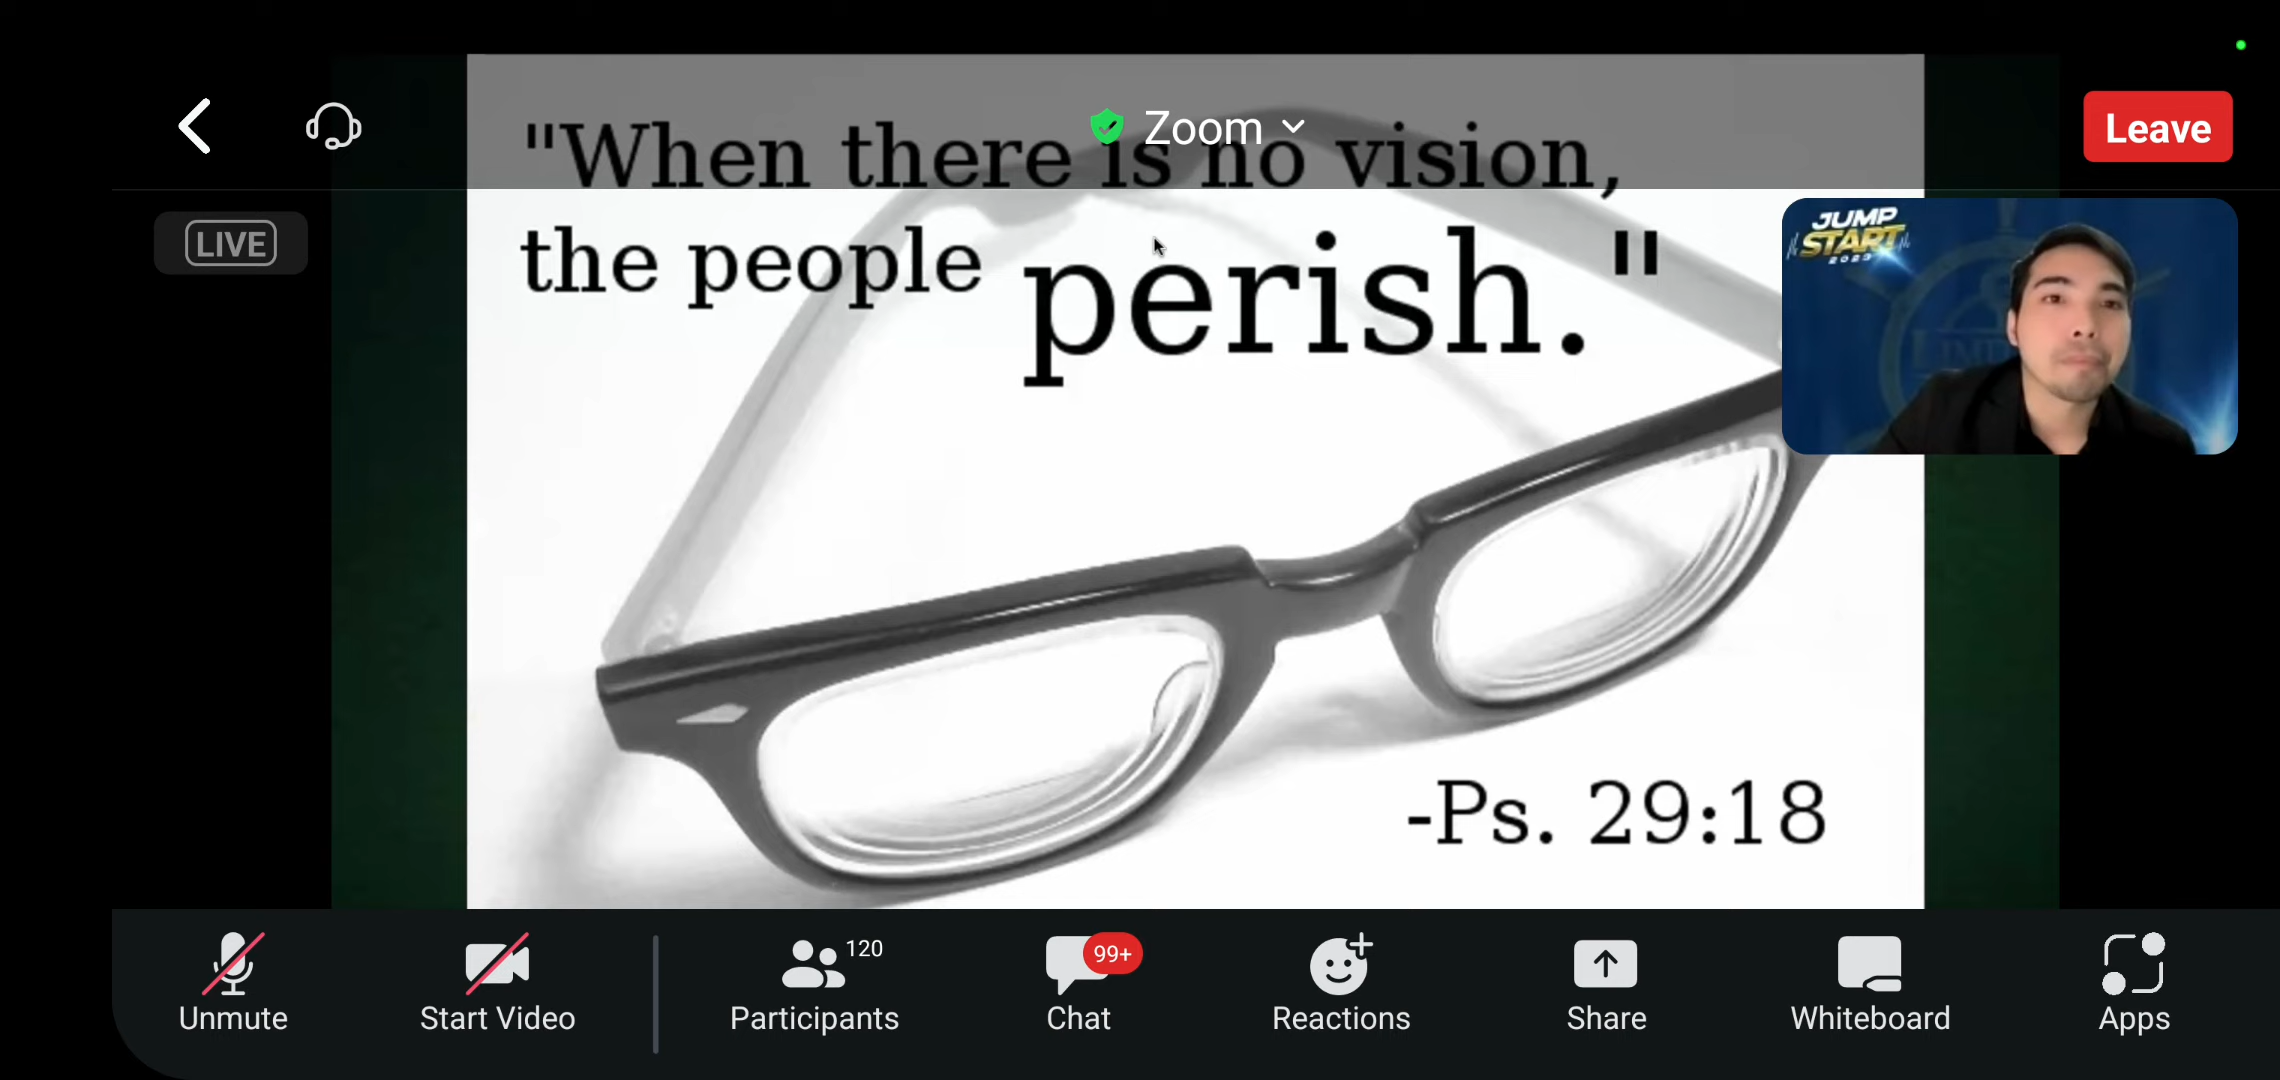 Zoom
Leave
"When there is no vision,
the people perish."
LIVE
JUMP
START
2023
-Ps. 29:18
120
99+
Unmute
Start Video
Participants
Chat
Reactions
Share
Whiteboard
Apps